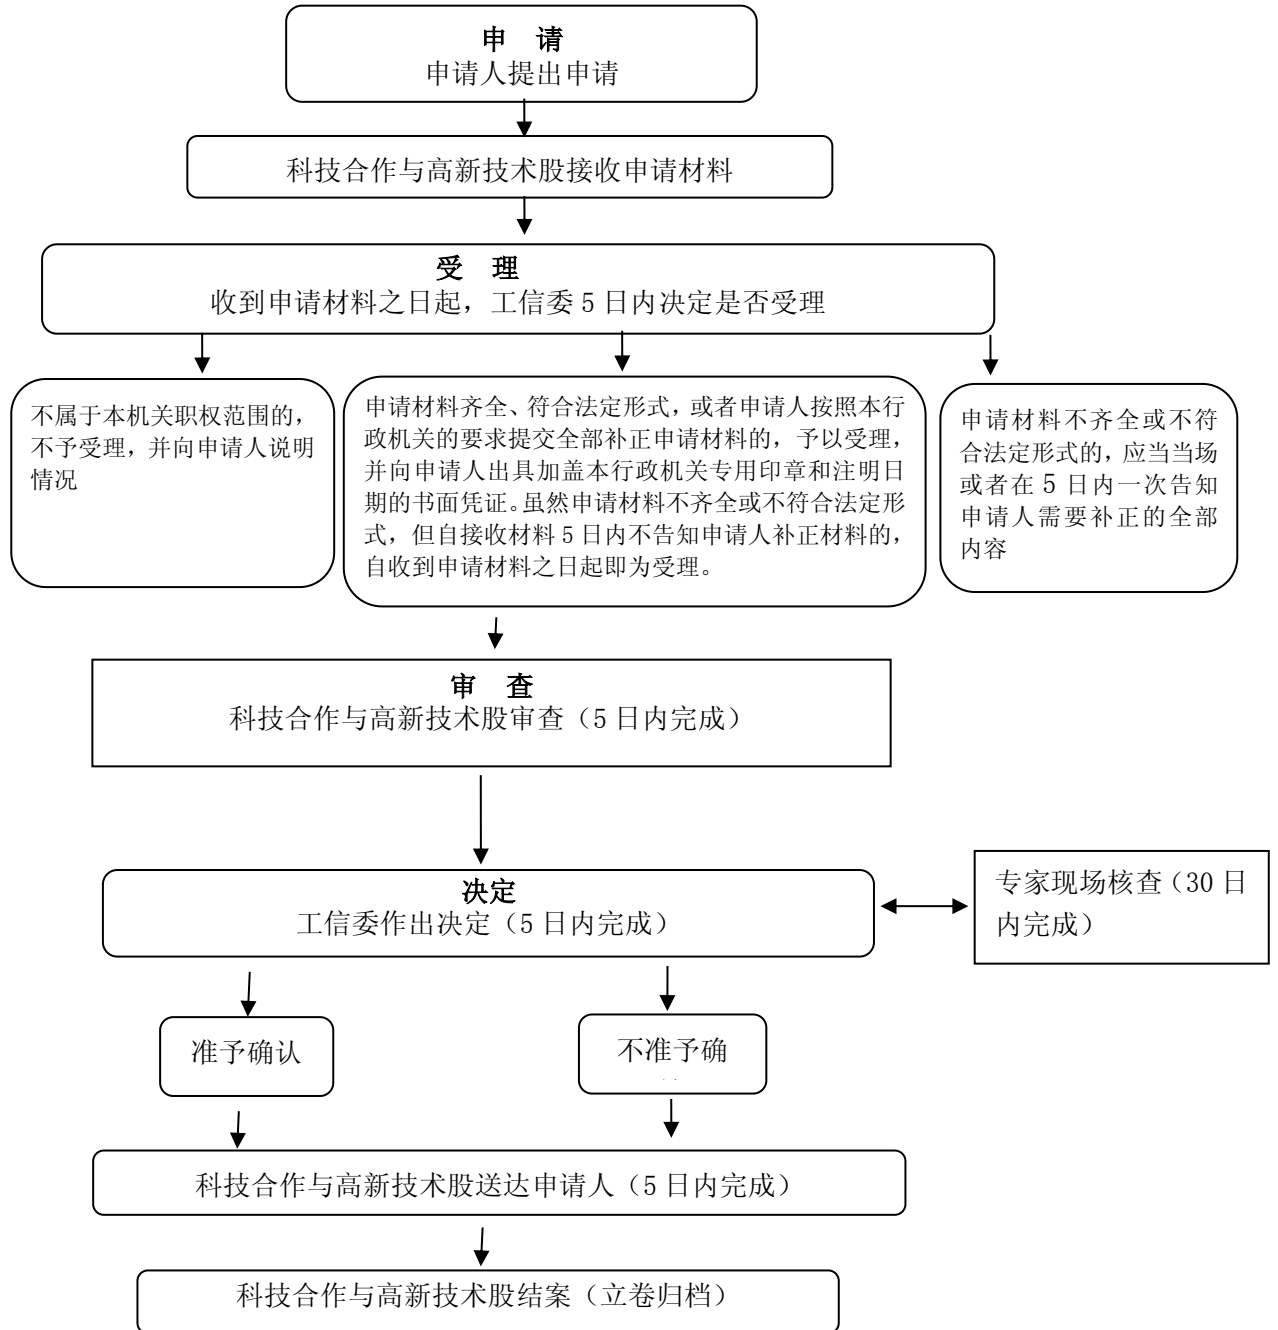 申 请
申请人提出申请
科技合作与高新技术股接收申请材料
受 理
收到申请材料之日起，工信委 5 日内决定是否受理
不属于本机关职权范围的，
不予受理，并向申请人说明
情况
申请材料齐全、符合法定形式，或者申请人按照本行
政机关的要求提交全部补正申请材料的，予以受理，
并向申请人出具加盖本行政机关专用印章和注明日
期的书面凭证。虽然申请材料不齐全或不符合法定形
式，但自接收材料 5 日内不告知申请人补正材料的，
自收到申请材料之日起即为受理。
申请材料不齐全或不符
合法定形式的，应当当场
或者在 5 日内一次告知
申请人需要补正的全部
内容
审 查
科技合作与高新技术股审查（5 日内完成）
决定
工信委作出决定（5 日内完成）
专家现场核查（30 日
内完成）
准予确认
不准予确
科技合作与高新技术股送达申请人（5 日内完成）
科技合作与高新技术股结案（立卷归档）